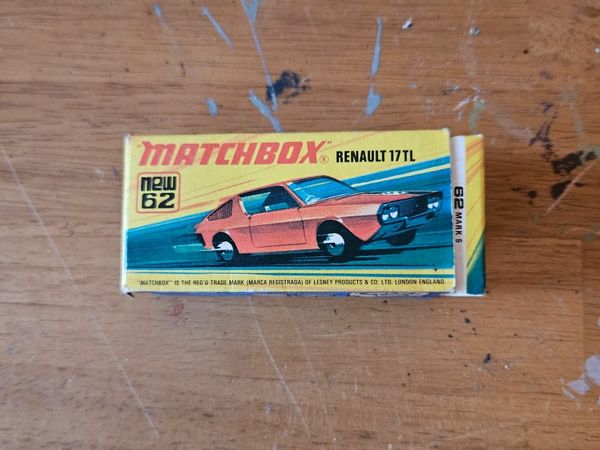 "MATCHBOX"® RENAULT 17TL
new
62
"MATCHBOX" IS THE REG'D TRADE MARK (MARCA REGISTRADA) OF LESNEY PRODUCTS & CO. LTD. LONDON ENGLAND
62 MARK 5